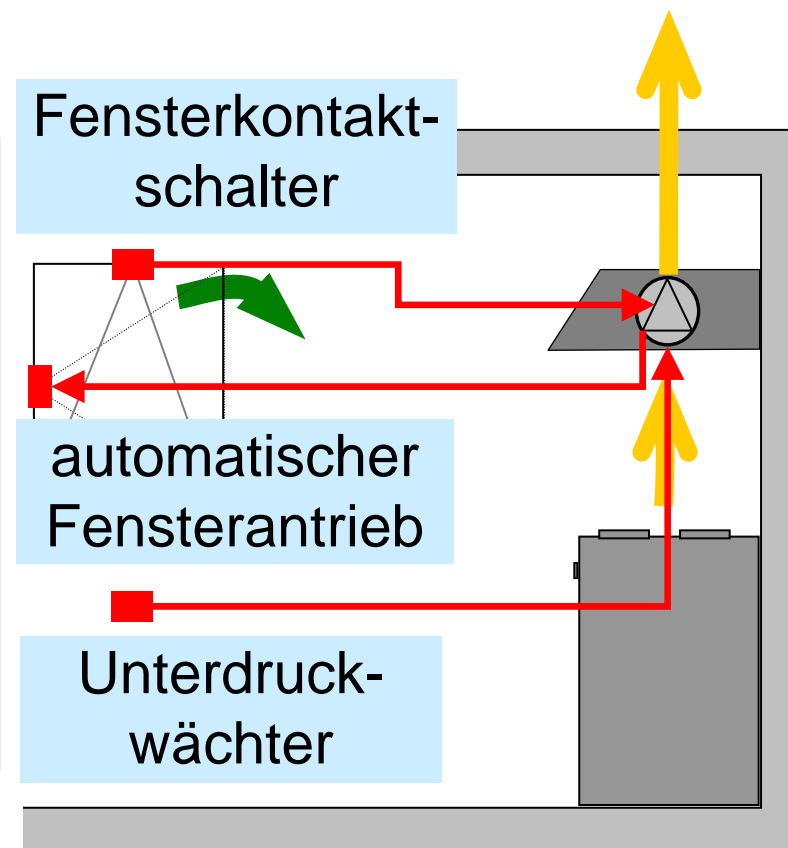 Fensterkontakt-
schalter
automatischer
Fensterantrieb
Unterdruck-
wächter